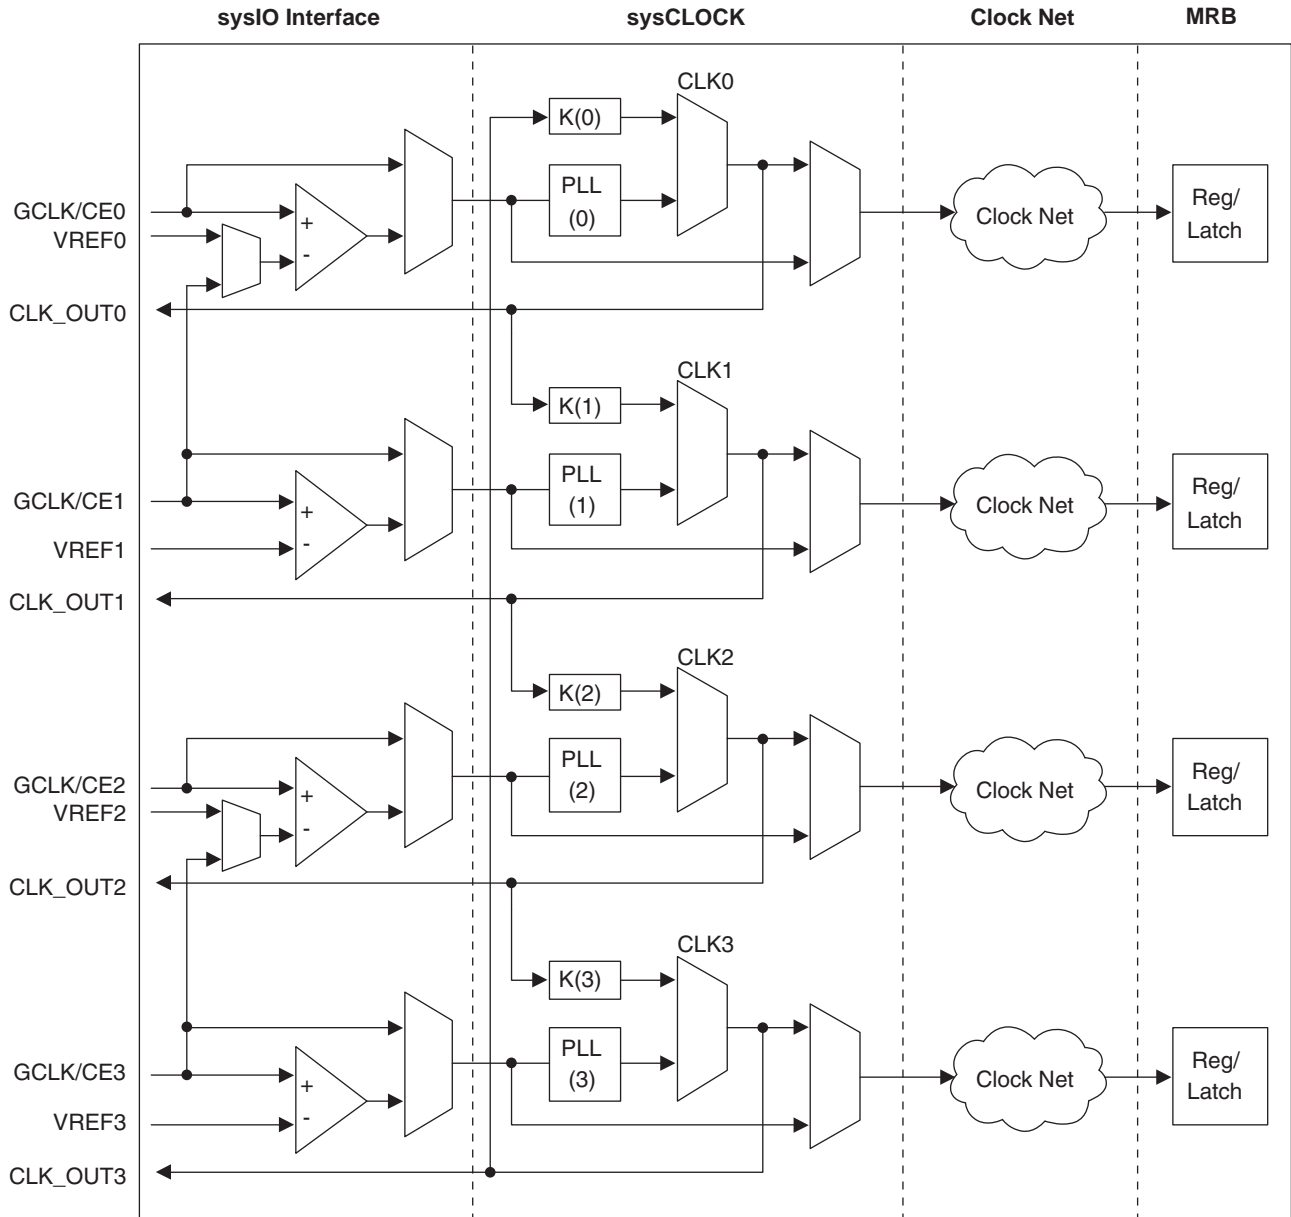 sysIO Interface
sysCLOCK
Clock Net
MRB
CLK0
K(0)
PLL
(0)
GCLK/CE0
VREF0
+
-
Clock Net
Reg/
Latch
CLK_OUT0
CLK1
K(1)
PLL
(1)
GCLK/CE1
+
-
VREF1
Clock Net
Reg/
Latch
CLK_OUT1
CLK2
K(2)
PLL
(2)
GCLK/CE2
VREF2
+
-
Clock Net
Reg/
Latch
CLK_OUT2
CLK3
K(3)
PLL
(3)
GCLK/CE3
+
-
VREF3
Clock Net
Reg/
Latch
CLK_OUT3